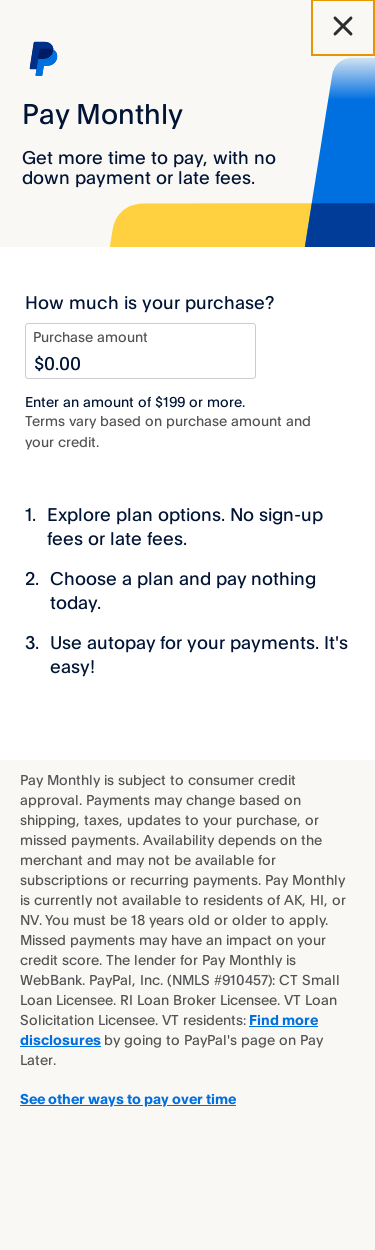 Pay Monthly
Get more time to pay, with no
down payment or late fees.
How much is your purchase?
Purchase amount
$0.00
Enter an amount of $199 or more.
Terms vary based on purchase amount and
your credit.
1. Explore plan options. No sign-up
fees or late fees.
2. Choose a plan and pay nothing
today.
3. Use autopay for your payments. It's
easy!
Pay Monthly is subject to consumer credit
approval. Payments may change based on
shipping, taxes, updates to your purchase, or
missed payments. Availability depends on the
merchant and may not be available for
subscriptions or recurring payments. Pay Monthly
is currently not available to residents of AK, HI, or
NV. You must be 18 years old or older to apply.
Missed payments may have an impact on your
credit score. The lender for Pay Monthly is
WebBank. PayPal, Inc. (NMLS #910457): CT Small
Loan Licensee. RI Loan Broker Licensee. VT Loan
Solicitation Licensee. VT residents: Find more
disclosures by going to PayPal's page on Pay
Later.
See other ways to pay over time